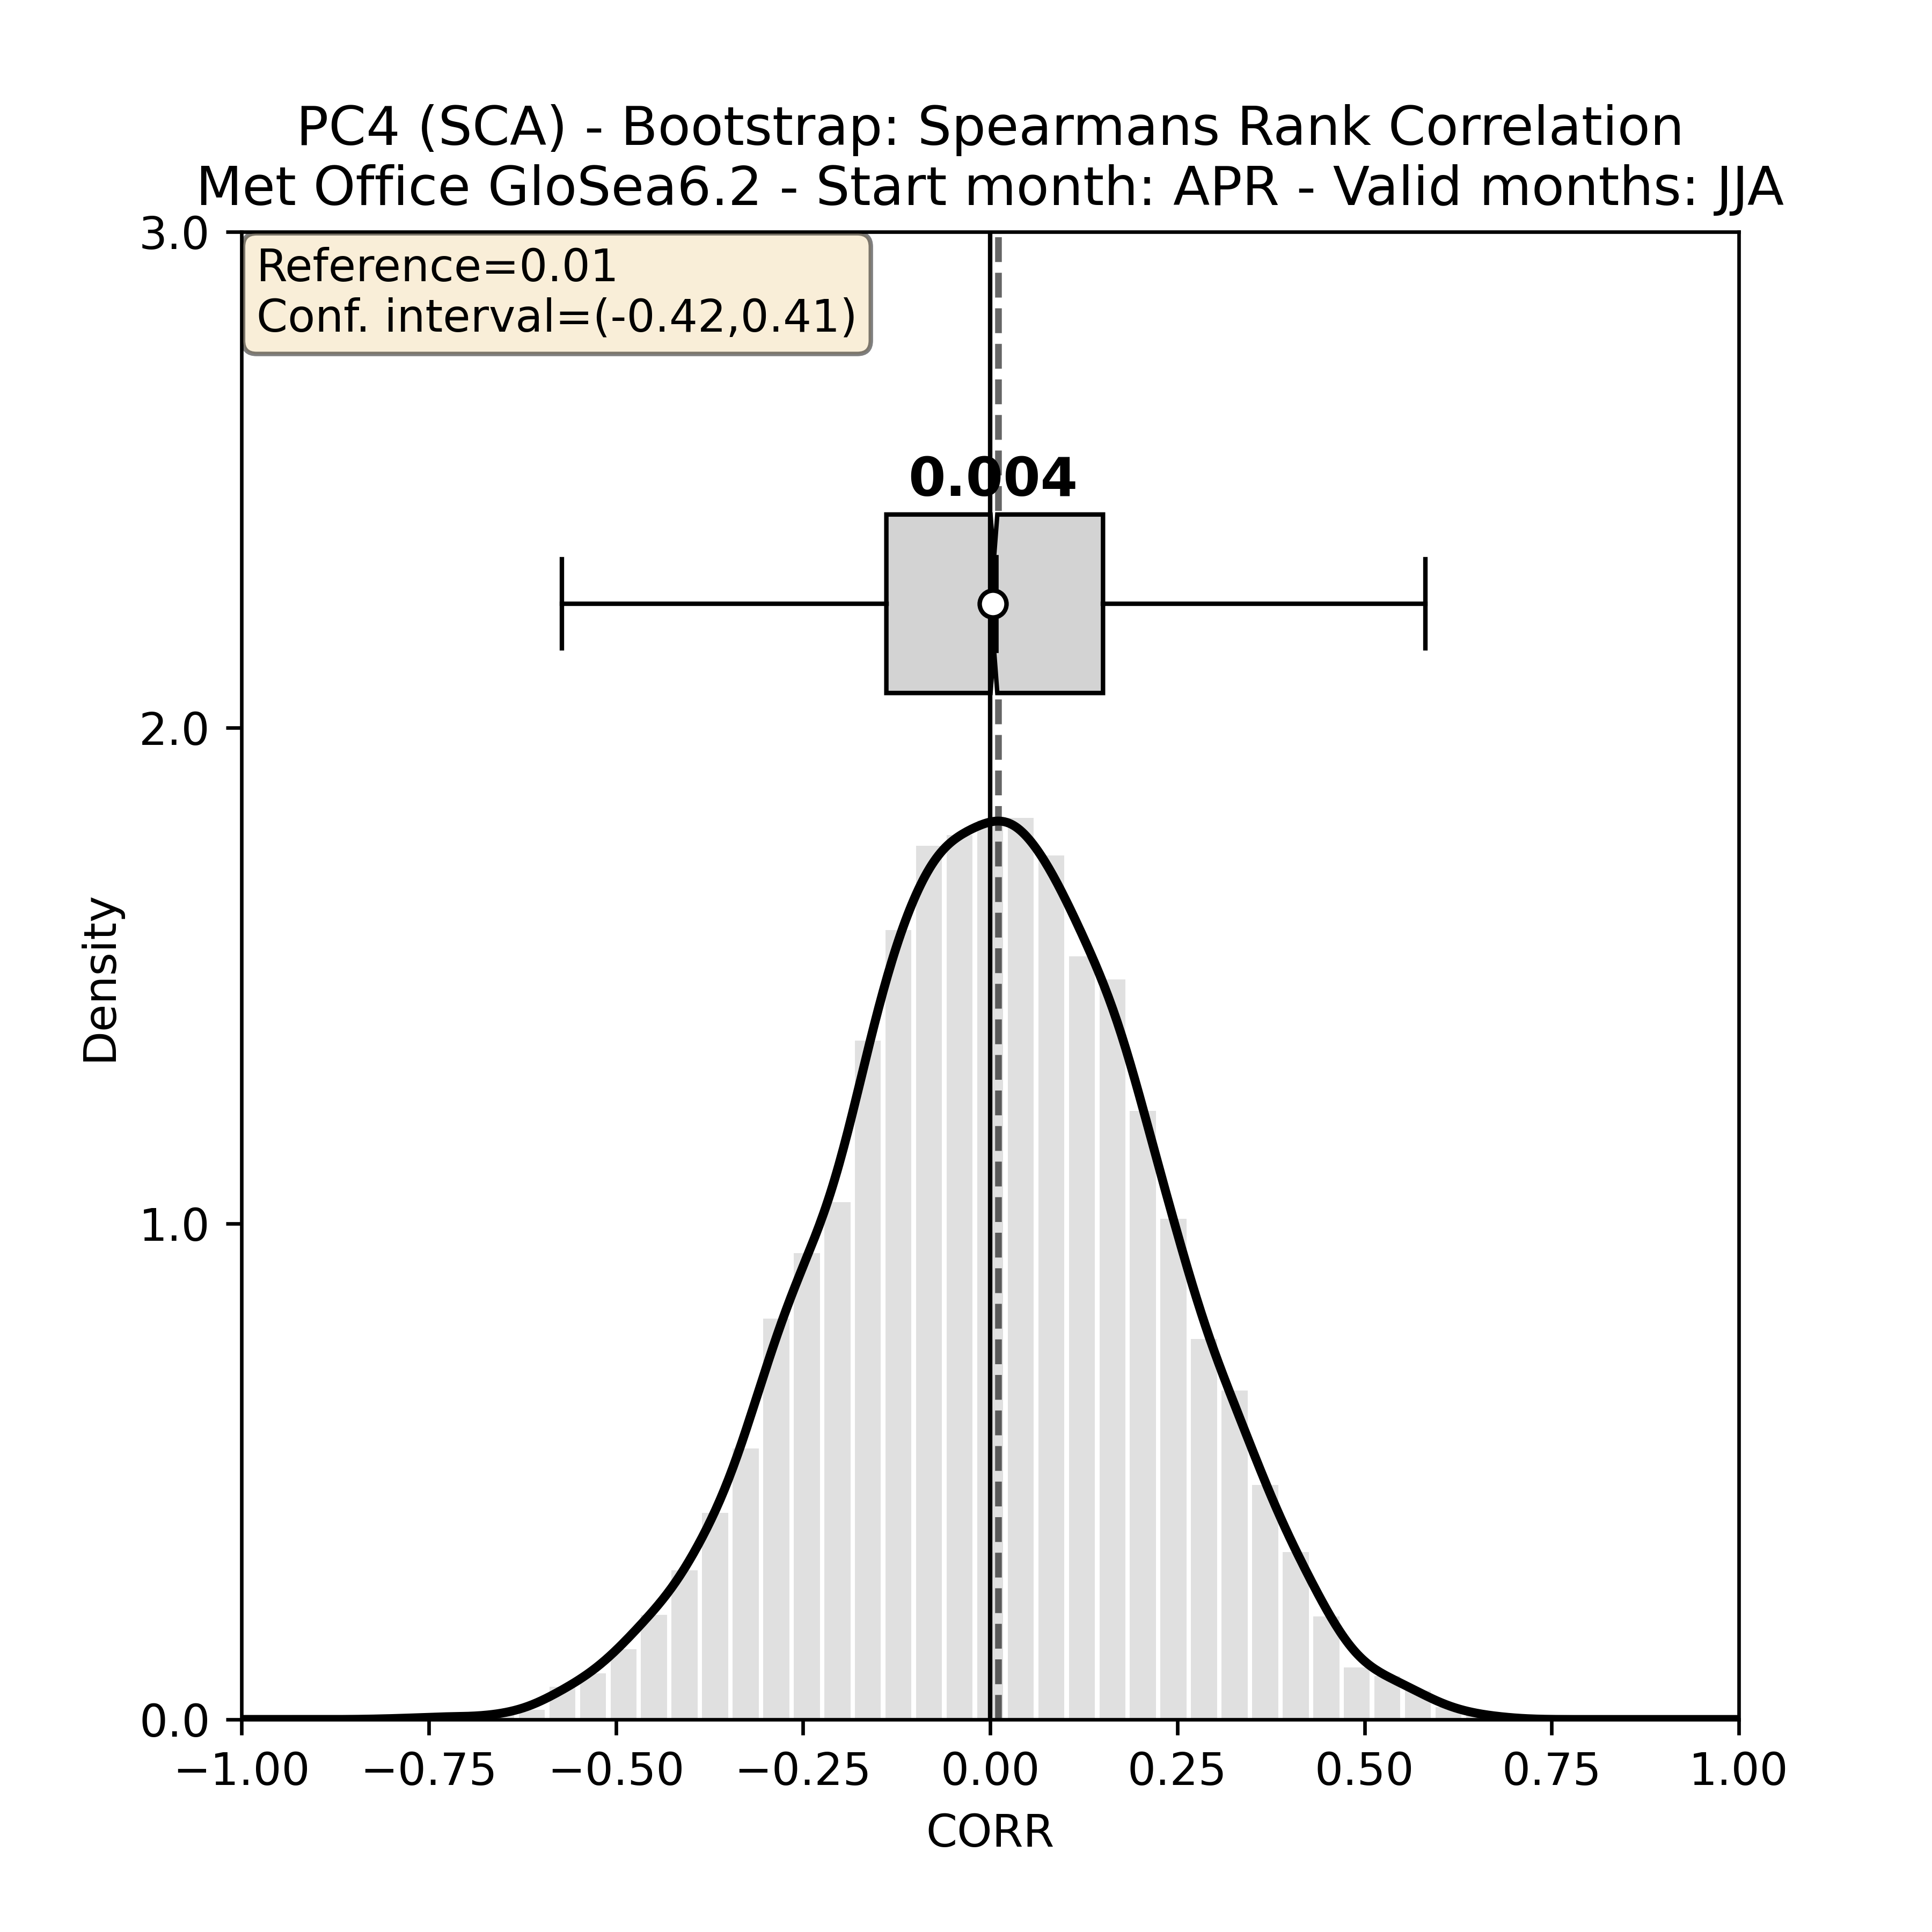 PC4 (SCA) - Bootstrap: Spearmans Rank Correlation
Met Office GloSea6.2 - Start month: APR - Valid months: JJA
3.0
Reference=0.01
Conf. interval=(-0.42,0.41)
0.004
2.0
Density
1.0
0.0
−1.00 −0.75 −0.50 −0.25 0.00 0.25 0.50 0.75 1.00
CORR